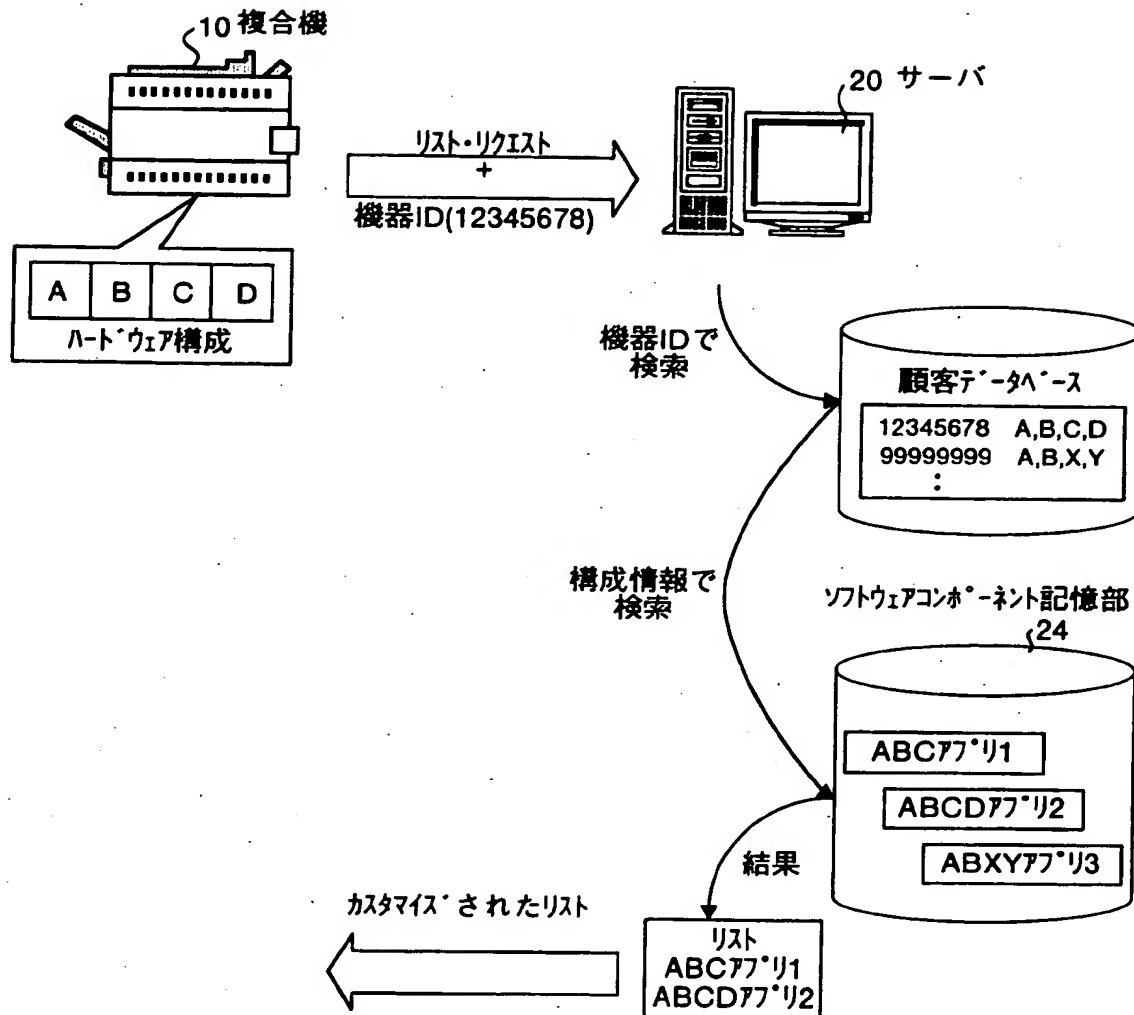 10 複合機
20 サーバ
リスト・リクエスト
+
機器ID(12345678)
A B C D
ハードウェア構成
機器IDで
検索
顧客データベース
12345678 A,B,C,D
99999999 A,B,X,Y
:
構成情報で
検索
ソフトウェアコンポーネント記憶部
24
ABCアプリ1
ABCDアプリ2
ABXYアプリ3
結果
カスタマイズされたリスト
リスト
ABCアプリ1
ABCDアプリ2